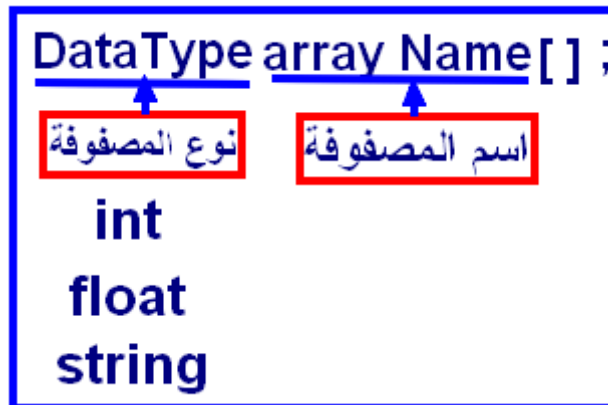 DataType array Name[] ;
نوع المصفوفة
اسم المصفوفة
int
float
string